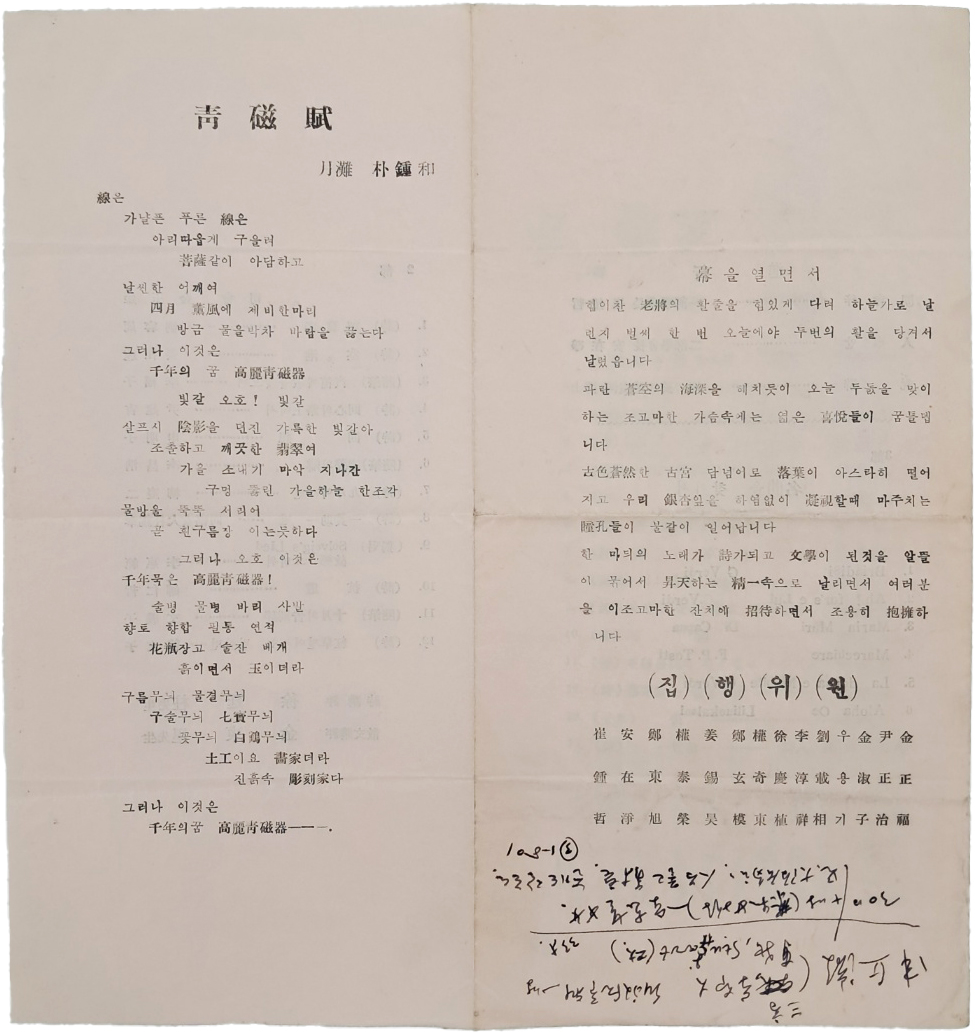 靑磁賦
月灘 朴鍾和
線은
가냘픈 푸른 線은
아리따웁게 구을러
菩薩같이 아담하고
날씬한 어깨여
四月 薰風에 제비한마리
방금 물을박차 바람을 끊는다
그러나 이것은
千年의 꿈 高麗靑磁器
빛깔 오호! 빛갈
살프시 陰影을 던진 갸륵한 빛갈아
조촐하고 깨끗한 翡翠여
가을 소내기 마악 지나간
구멍 뚫린 가을하늘 한조각
물방울 뚝뚝 서리어
곧 흰구름장 이는듯하다
그러나 오호 이것은
千年묵은 高麗靑磁器!
술병 물병 바리 사발
향로 향합 필통 연적
花瓶장고 술잔 베개
흙이면서 玉이더라
구름무늬 물결무늬
구슬무늬 七寶무늬
꽃무늬 白鶴무늬
土工이요 畵家더라
진흙속 彫刻家다
그러나 이것은
千年의꿈 高麗靑磁器——.
幕을 열면서
힘이찬 老將의 활줄을 힘있게 다려 하늘가로 날
린지 벌써 한 번 오늘에야 두번의 활을 당겨서
날렸읍니다
파란 蒼空의 海深을 헤치듯이 오늘 두돐을 맞이
하는 조고마한 가슴속에는 엷은 喜悅들이 꿈틀댑
니다
古色蒼然한 古宮 담넘이로 落葉이 아스타히 떨어
지고 우리 銀杏잎을 하염없이 凝視할때 마주치는
瞳孔들이 불같이 일어납니다
한 마듸의 노래가 詩가되고 文學이 된것을 알뜰
이 묶어서 昇天하는 精一속으로 날리면서 여러분
을 이조고마한 잔치에 招待하면서 조용히 抱擁하
니다
(집)(행)(위)(원)
崔安鄭權姜鄭權徐李劉우金尹金
鍾在東泰錫玄奇慶淳載용淑正正
哲淨旭榮昊模東植祥相기子治福